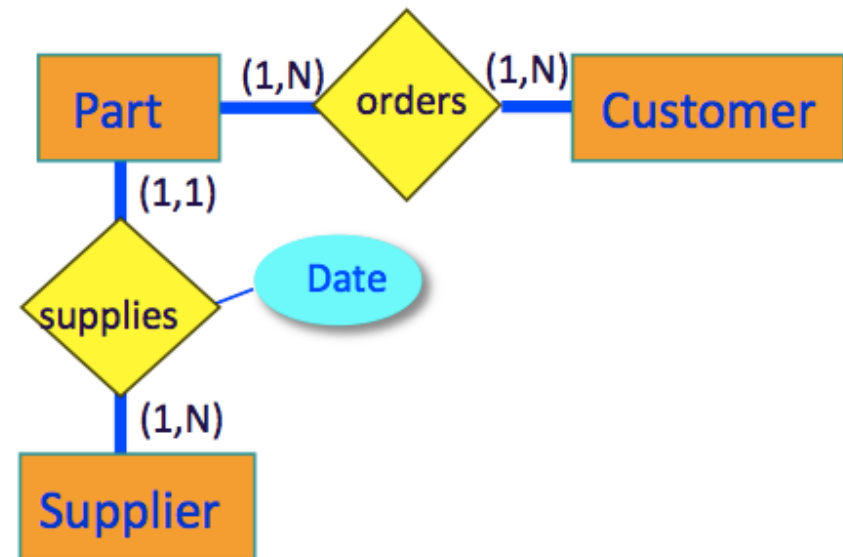 Part
(1,N)
orders
(1,N)
Customer
(1,1)
supplies
Date
(1,N)
Supplier